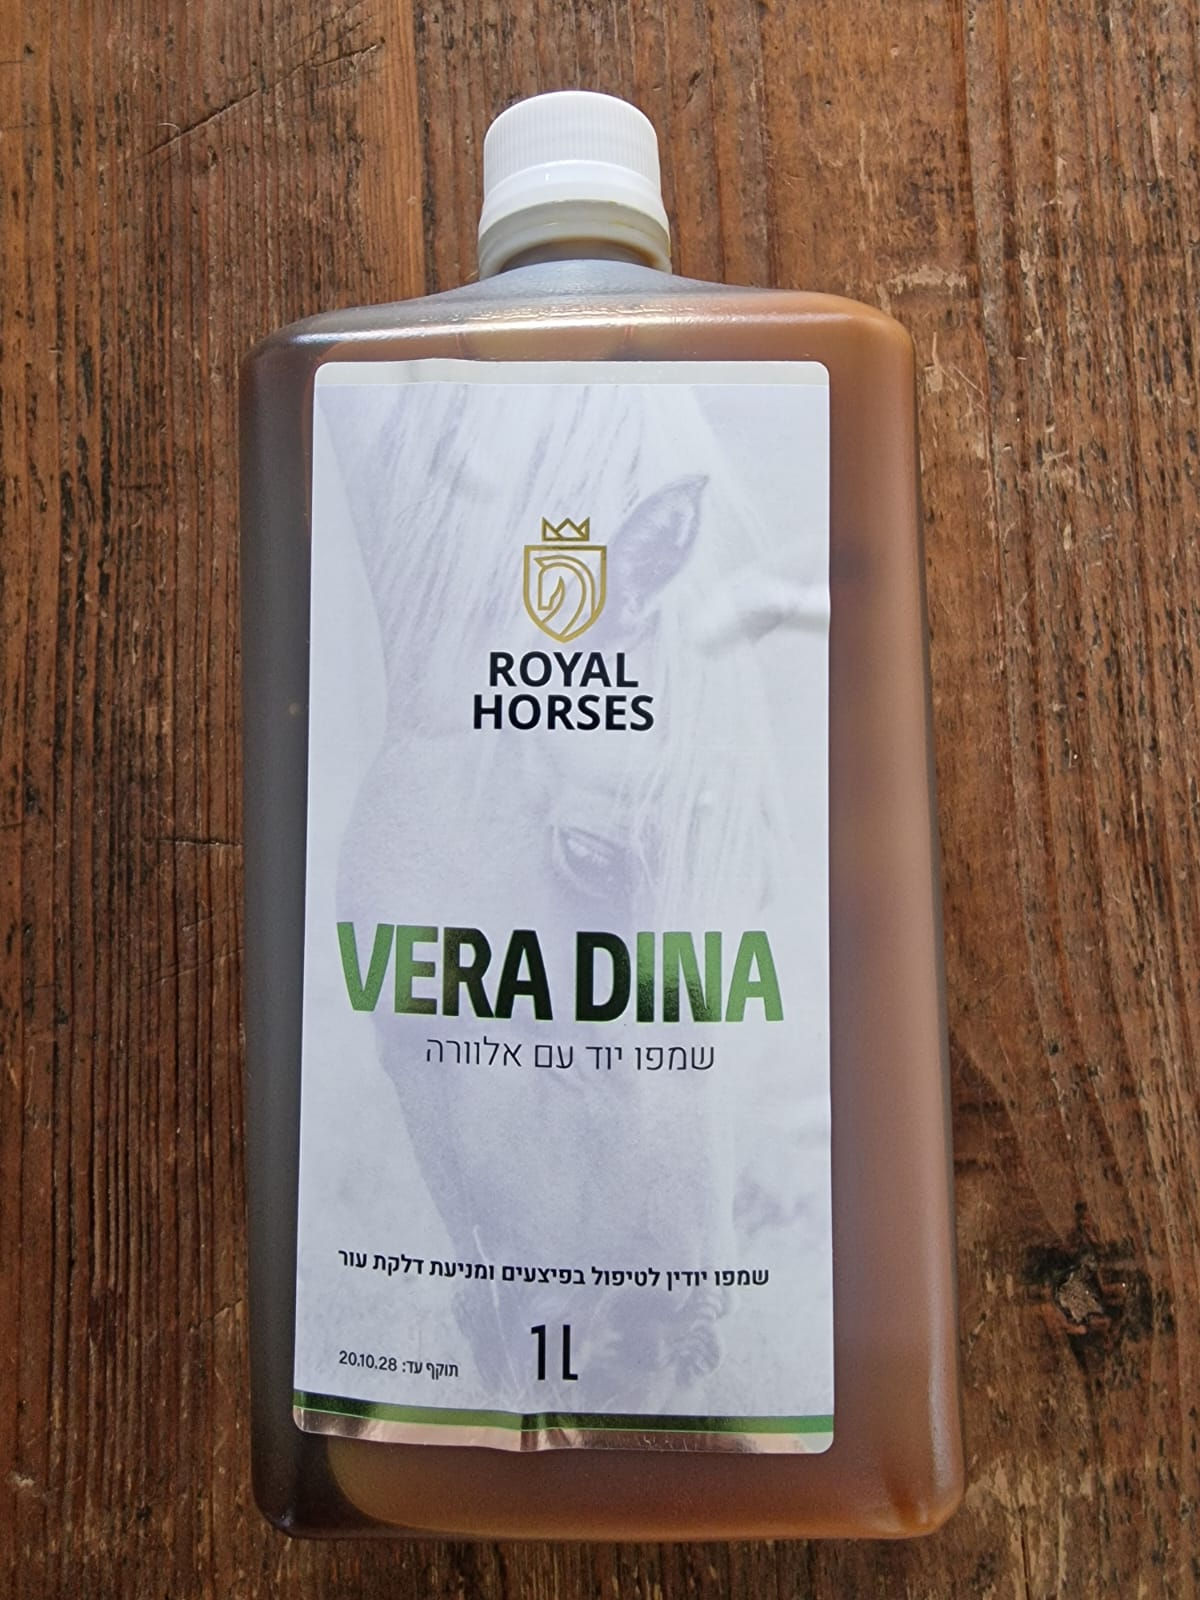 ROYAL
HORSES
VERA DINA
שמפו יוד עם אלוורה
שמפו יודין לטיפול בפיצעים ומניעת דלקת עור
1L
תוקף עד: 20.10.28